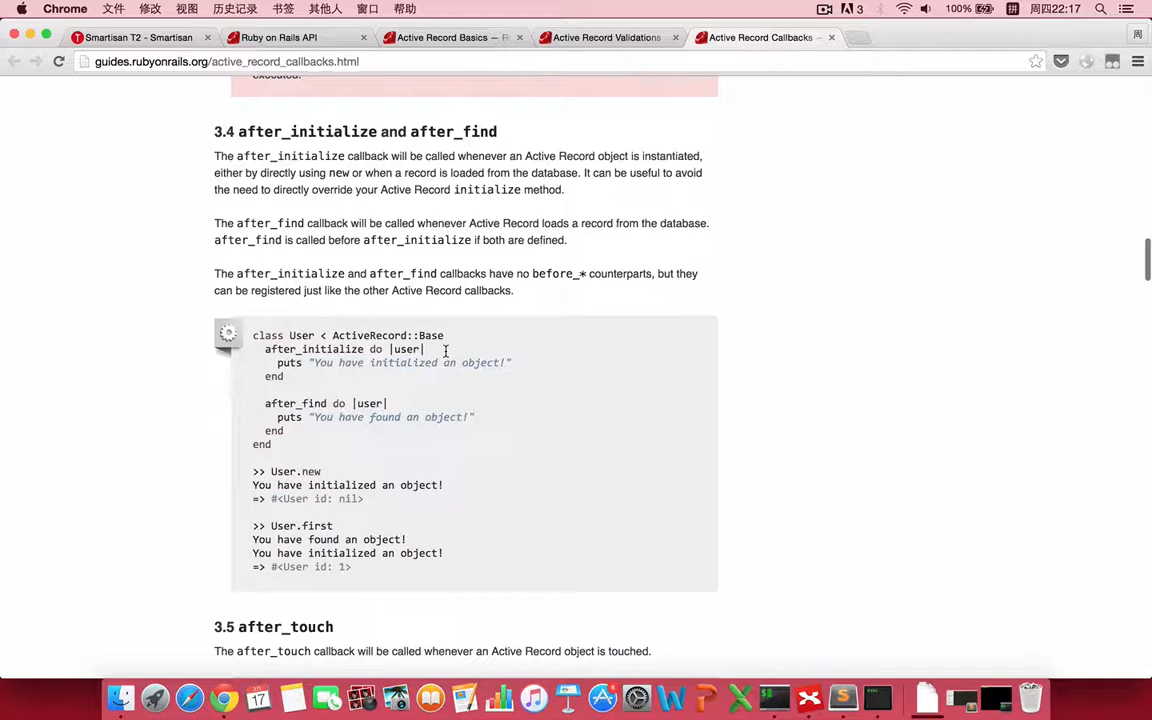 Chrome 文件 修改 视图 历史记录 书签 其他人 窗口 帮助 3 100% 拼 周四22:17
Smartisan T2 - Smartisan × Ruby on Rails API × Active Record Basics — × Active Record Validations × Active Record Callbacks × 周
guides.rubyonrails.org/active_record_callbacks.html
executed.
3.4 after_initialize and after_find
The after_initialize callback will be called whenever an Active Record object is instantiated,
either by directly using new or when a record is loaded from the database. It can be useful to avoid
the need to directly override your Active Record initialize method.
The after_find callback will be called whenever Active Record loads a record from the database.
after_find is called before after_initialize if both are defined.
The after_initialize and after_find callbacks have no before_* counterparts, but they
can be registered just like the other Active Record callbacks.
class User < ActiveRecord::Base
after_initialize do |user|
puts "You have initialized an object!"
end
after_find do |user|
puts "You have found an object!"
end
end
>> User.new
You have initialized an object!
=> #<User id: nil>
>> User.first
You have found an object!
You have initialized an object!
=> #<User id: 1>
3.5 after_touch
The after_touch callback will be called whenever an Active Record object is touched.
17